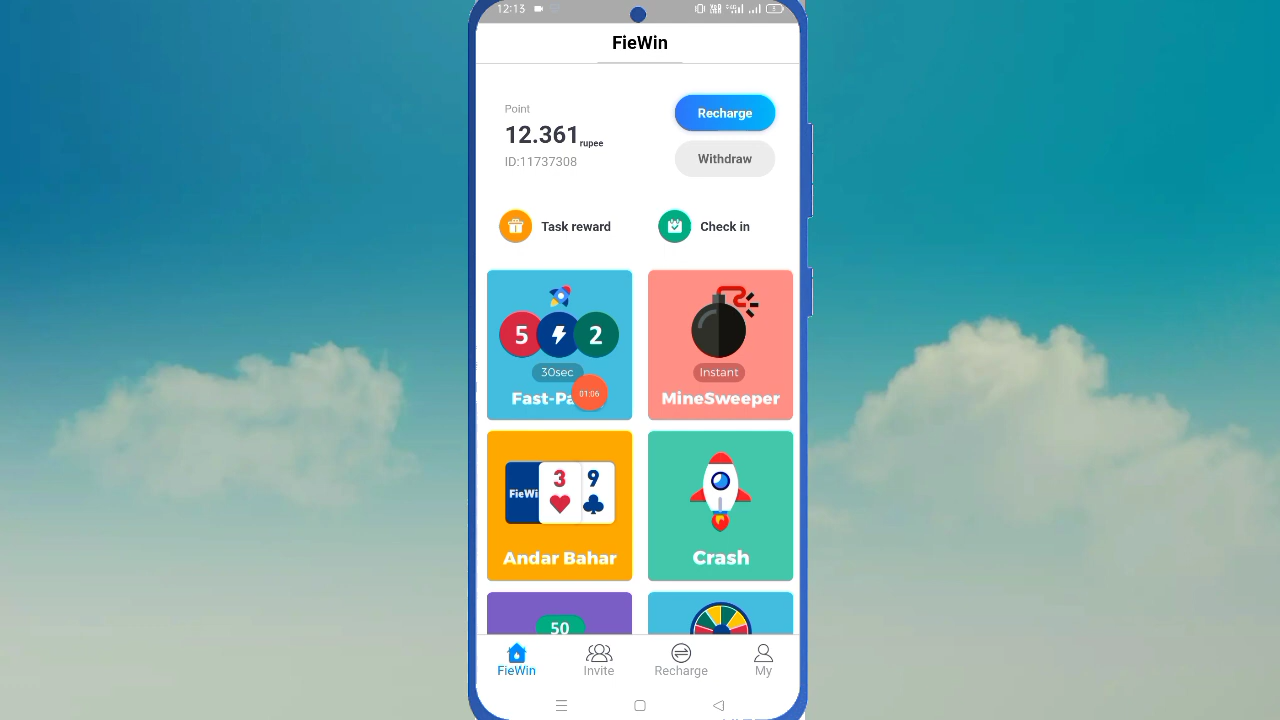 12:13
FieWin
Point
12.361 rupee
ID:11737308
Recharge
Withdraw
Task reward
Check in
5 2
30sec
Fast-Pa
01:06
Instant
MineSweeper
FieWi 3 9
Andar Bahar
Crash
50
FieWin
Invite
Recharge
My